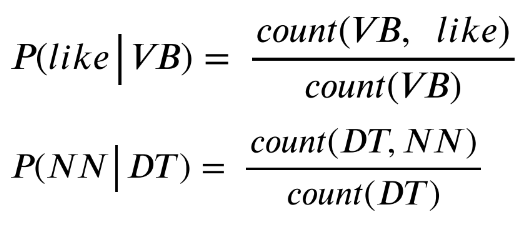 P(like|VB) = count(VB, like) / count(VB)
P(NN|DT) = count(DT, NN) / count(DT)